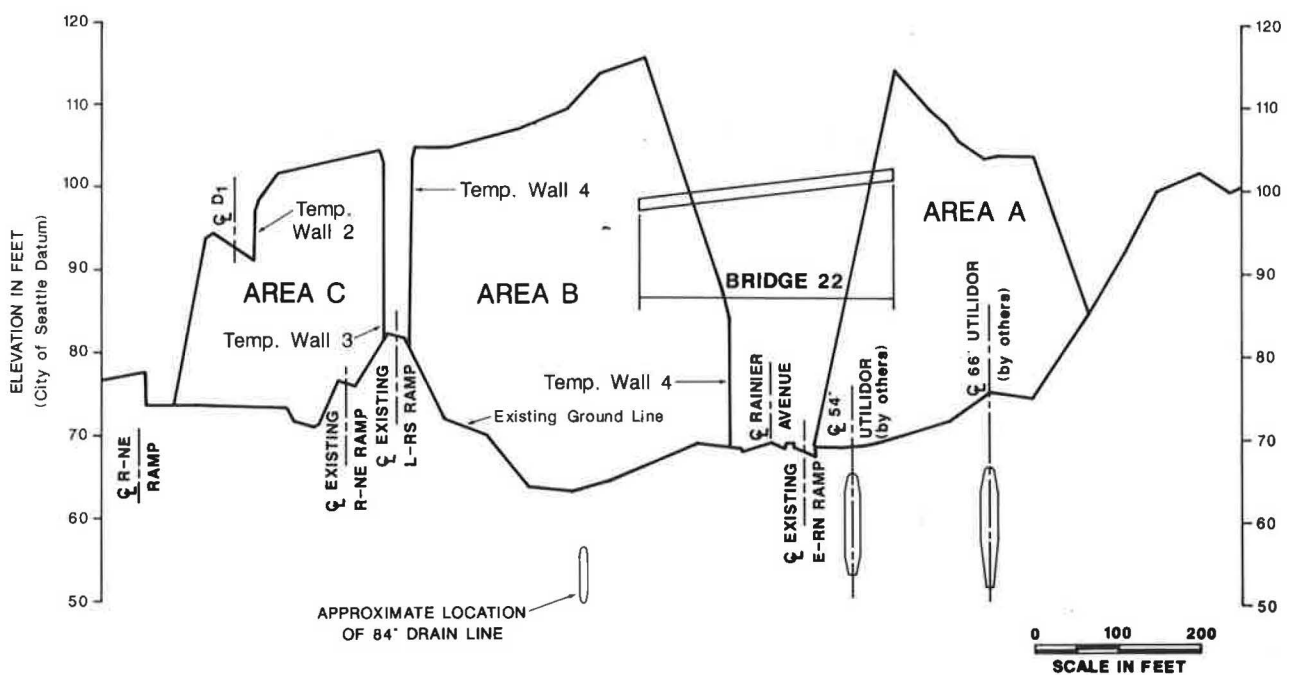 120
110
100
90
80
70
60
50
ELEVATION IN FEET
(City of Seattle Datum)
120
110
100
90
80
70
60
50
℄ D1
Temp.
Wall 2
AREA C
Temp. Wall 3
Temp. Wall 4
AREA B
BRIDGE 22
AREA A
Temp. Wall 4
Existing Ground Line
℄ R-NE
RAMP
℄ EXISTING
R-NE RAMP
℄ EXISTING
L-RS RAMP
℄ RAINIER
AVENUE
℄ EXISTING
E-RN RAMP
℄ 54"
UTILIDOR
(by others)
℄ 66" UTILIDOR
(by others)
APPROXIMATE LOCATION
OF 84" DRAIN LINE
0 100 200
SCALE IN FEET